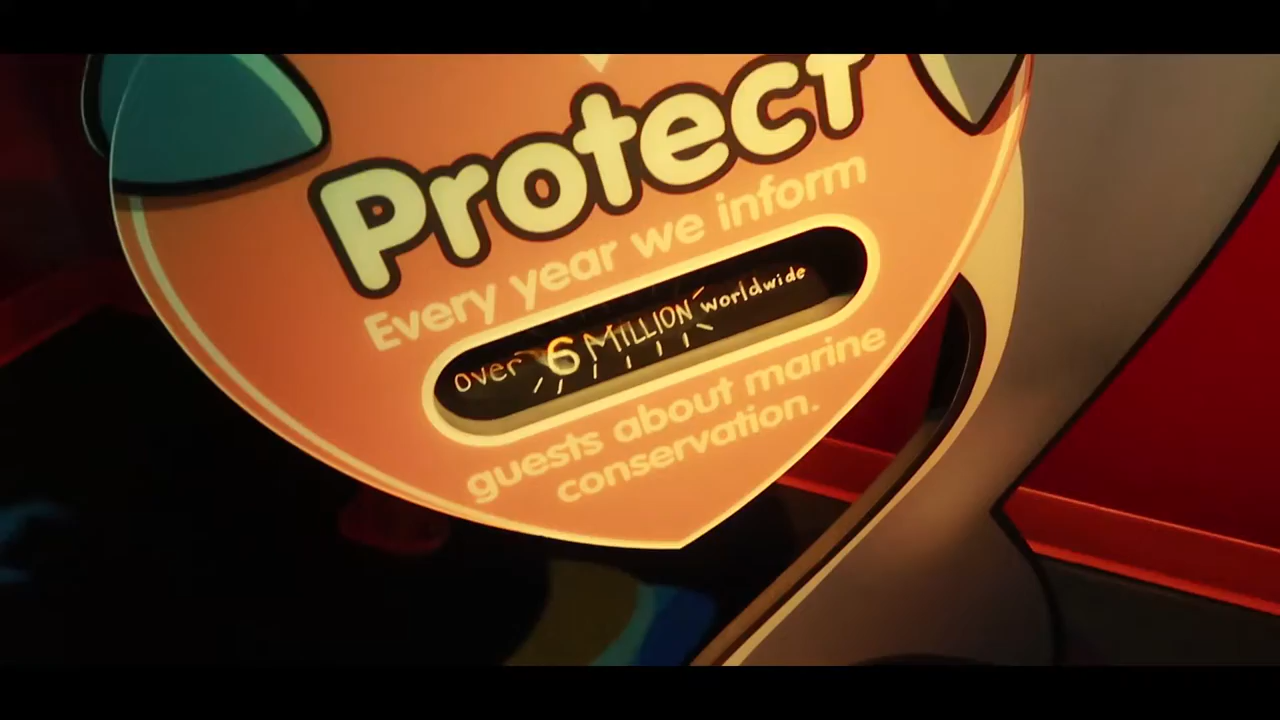 Protect
Every year we inform
over 6 MILLION worldwide
guests about marine
conservation.